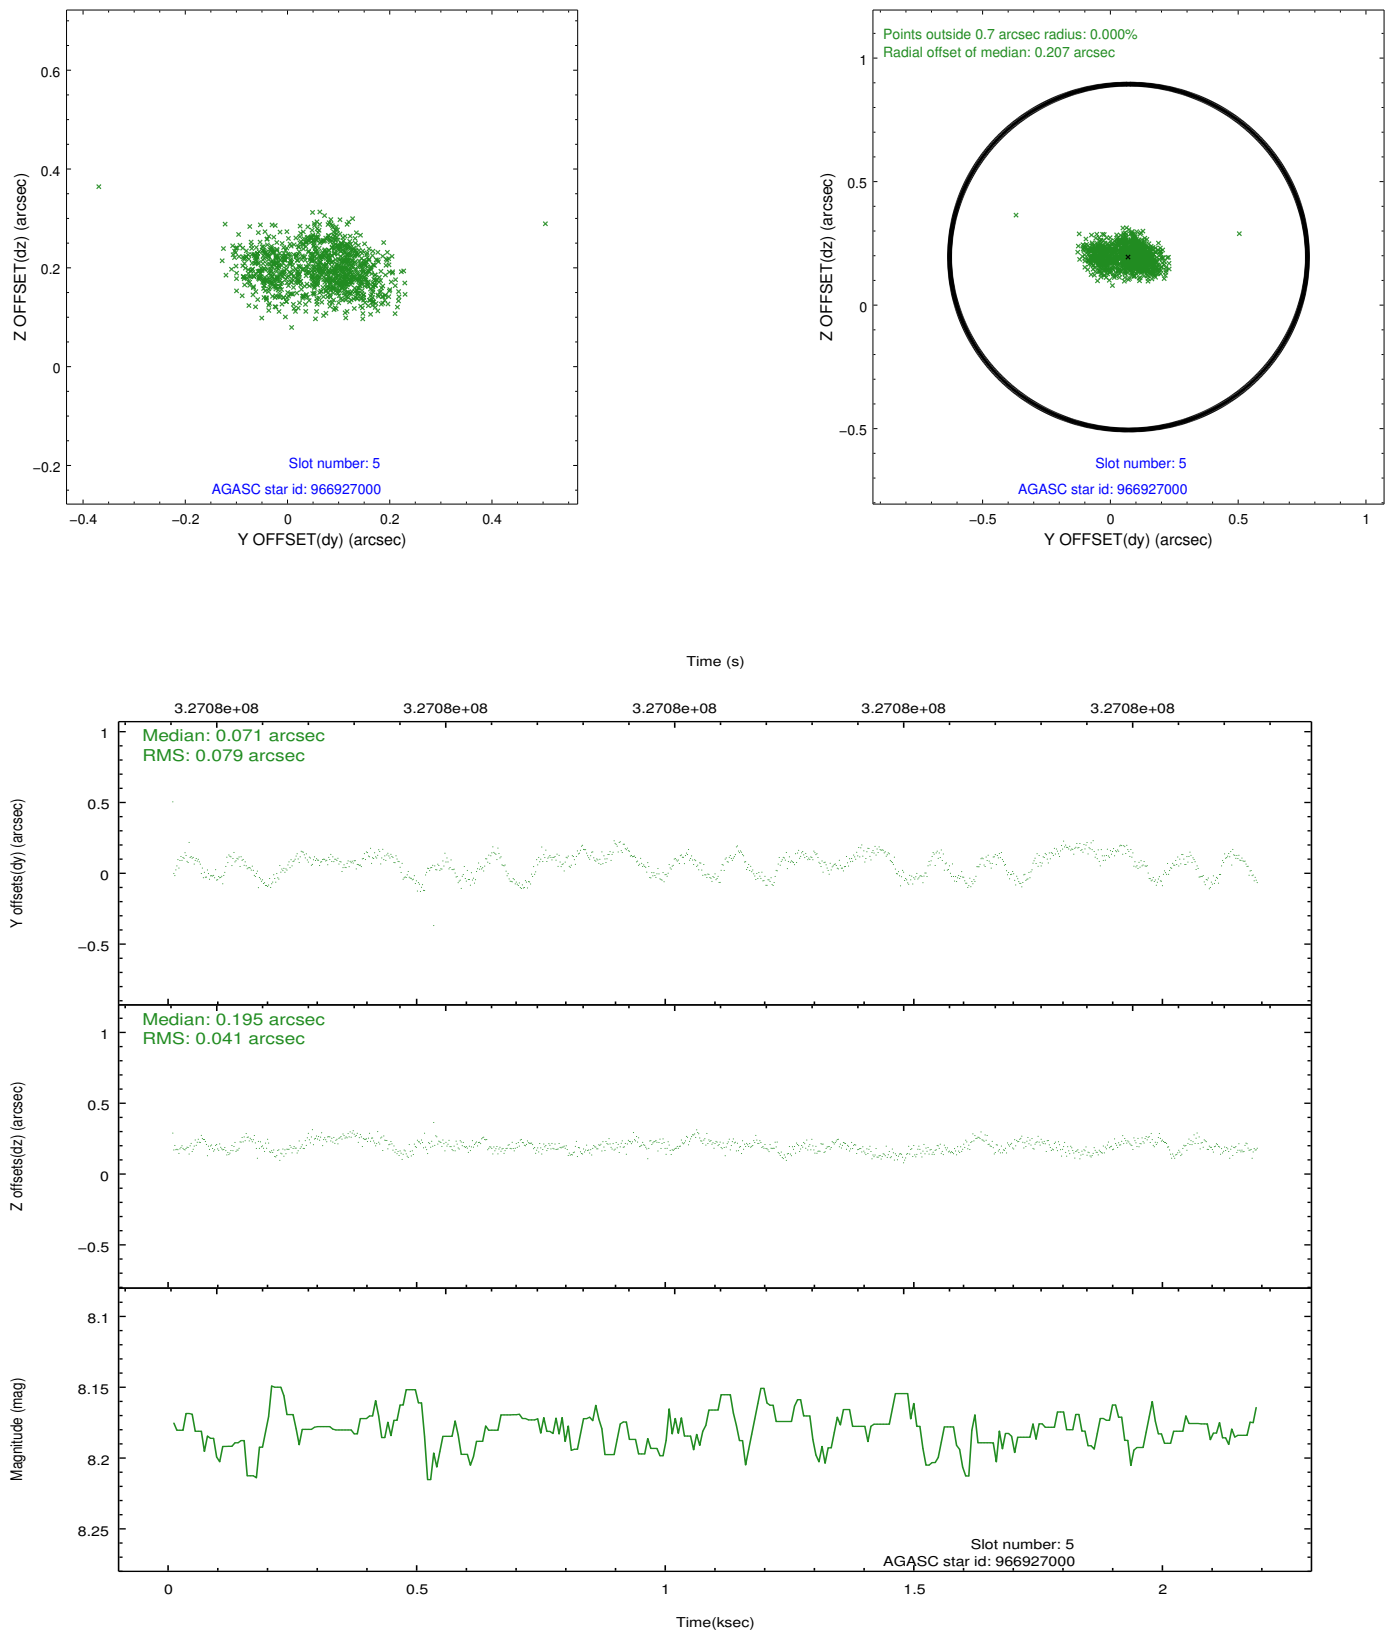 Points outside 0.7 arcsec radius: 0.000%
Radial offset of median: 0.207 arcsec
0.6
0.4
0.2
0
−0.2
Z OFFSET(dz) (arcsec)
Slot number: 5
AGASC star id: 966927000
−0.4 −0.2 0 0.2 0.4
Y OFFSET(dy) (arcsec)
1
0.5
0
−0.5
Z OFFSET(dz) (arcsec)
Slot number: 5
AGASC star id: 966927000
−0.5 0 0.5 1
Y OFFSET(dy) (arcsec)
Time (s)
3.2708e+08 3.2708e+08 3.2708e+08 3.2708e+08 3.2708e+08
Median: 0.071 arcsec
RMS: 0.079 arcsec
1
0.5
0
−0.5
Y offsets(dy) (arcsec)
Median: 0.195 arcsec
RMS: 0.041 arcsec
1
0.5
0
−0.5
Z offsets(dz) (arcsec)
8.1
8.15
8.2
8.25
Magnitude (mag)
Slot number: 5
AGASC star id: 966927000
0 0.5 1 1.5 2
Time(ksec)